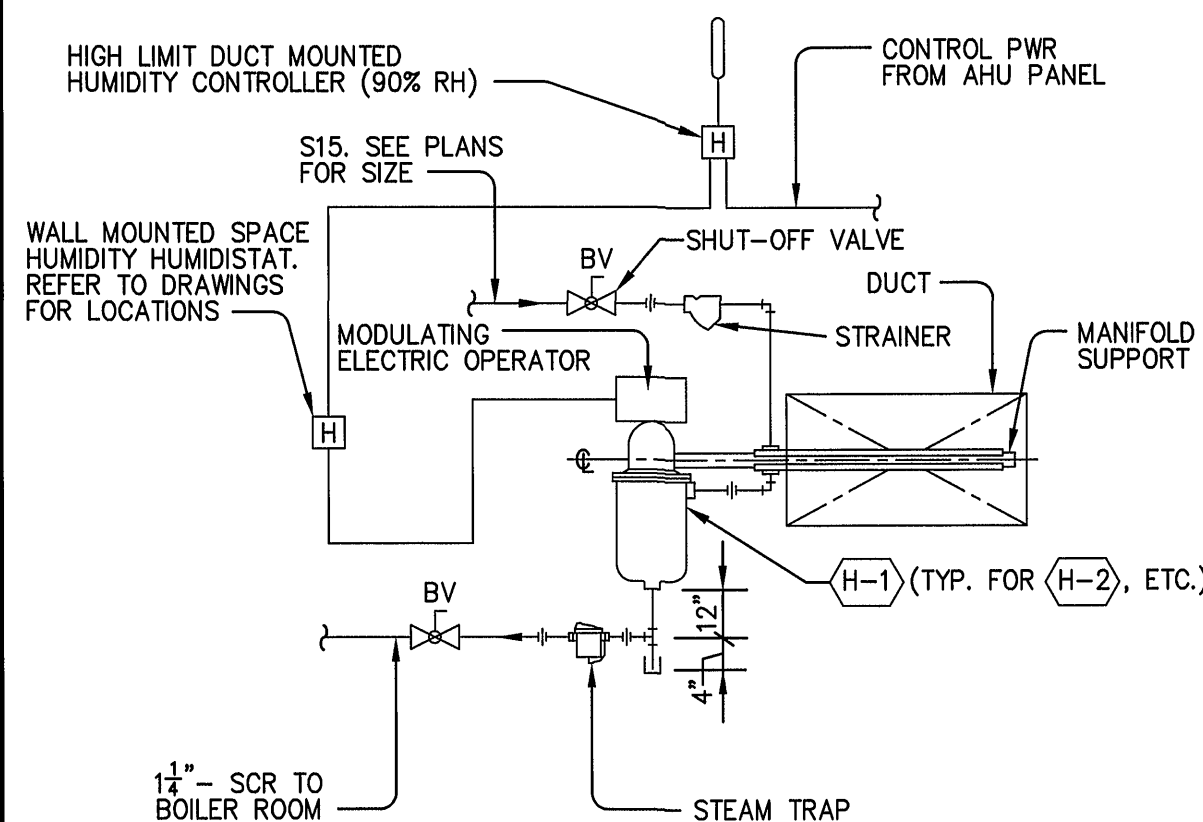 HIGH LIMIT DUCT MOUNTED
HUMIDITY CONTROLLER (90% RH)
CONTROL PWR
FROM AHU PANEL
H
S15. SEE PLANS
FOR SIZE
WALL MOUNTED SPACE
HUMIDITY HUMIDISTAT.
REFER TO DRAWINGS
FOR LOCATIONS
BV
SHUT-OFF VALVE
DUCT
MODULATING
ELECTRIC OPERATOR
STRAINER
MANIFOLD
SUPPORT
H
℄
H-1 (TYP. FOR H-2, ETC.)
BV
12"
4"
1 1/4"- SCR TO
BOILER ROOM
STEAM TRAP